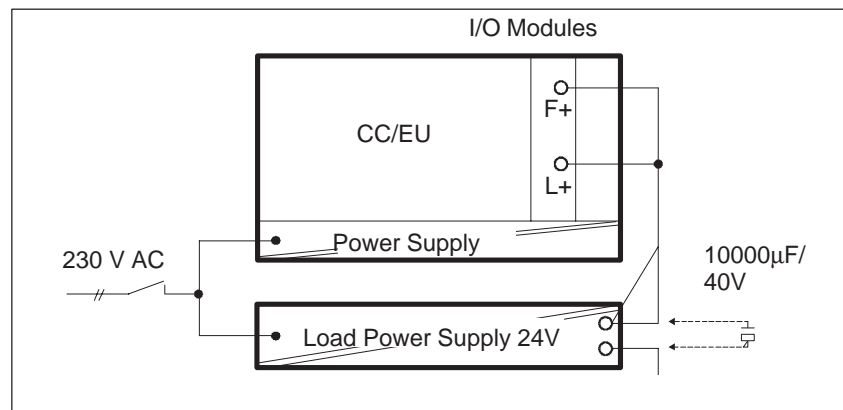 I/O Modules
F+
CC/EU
L+
Power Supply
230 V AC
10000μF/
40V
Load Power Supply 24V